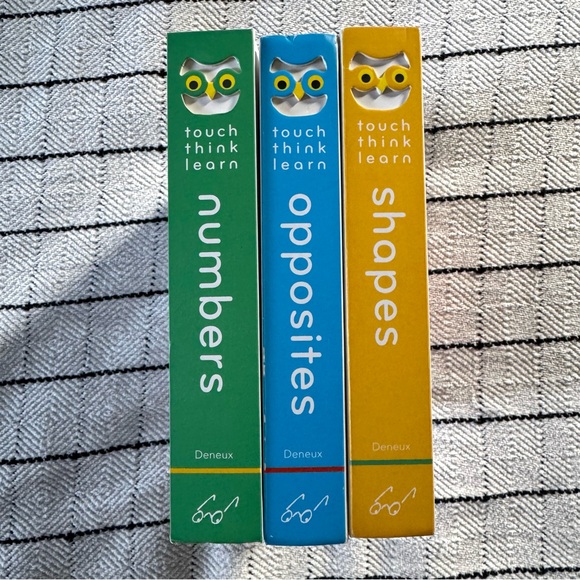 touch
think
learn
numbers
Deneux
touch
think
learn
opposites
Deneux
touch
think
learn
shapes
Deneux